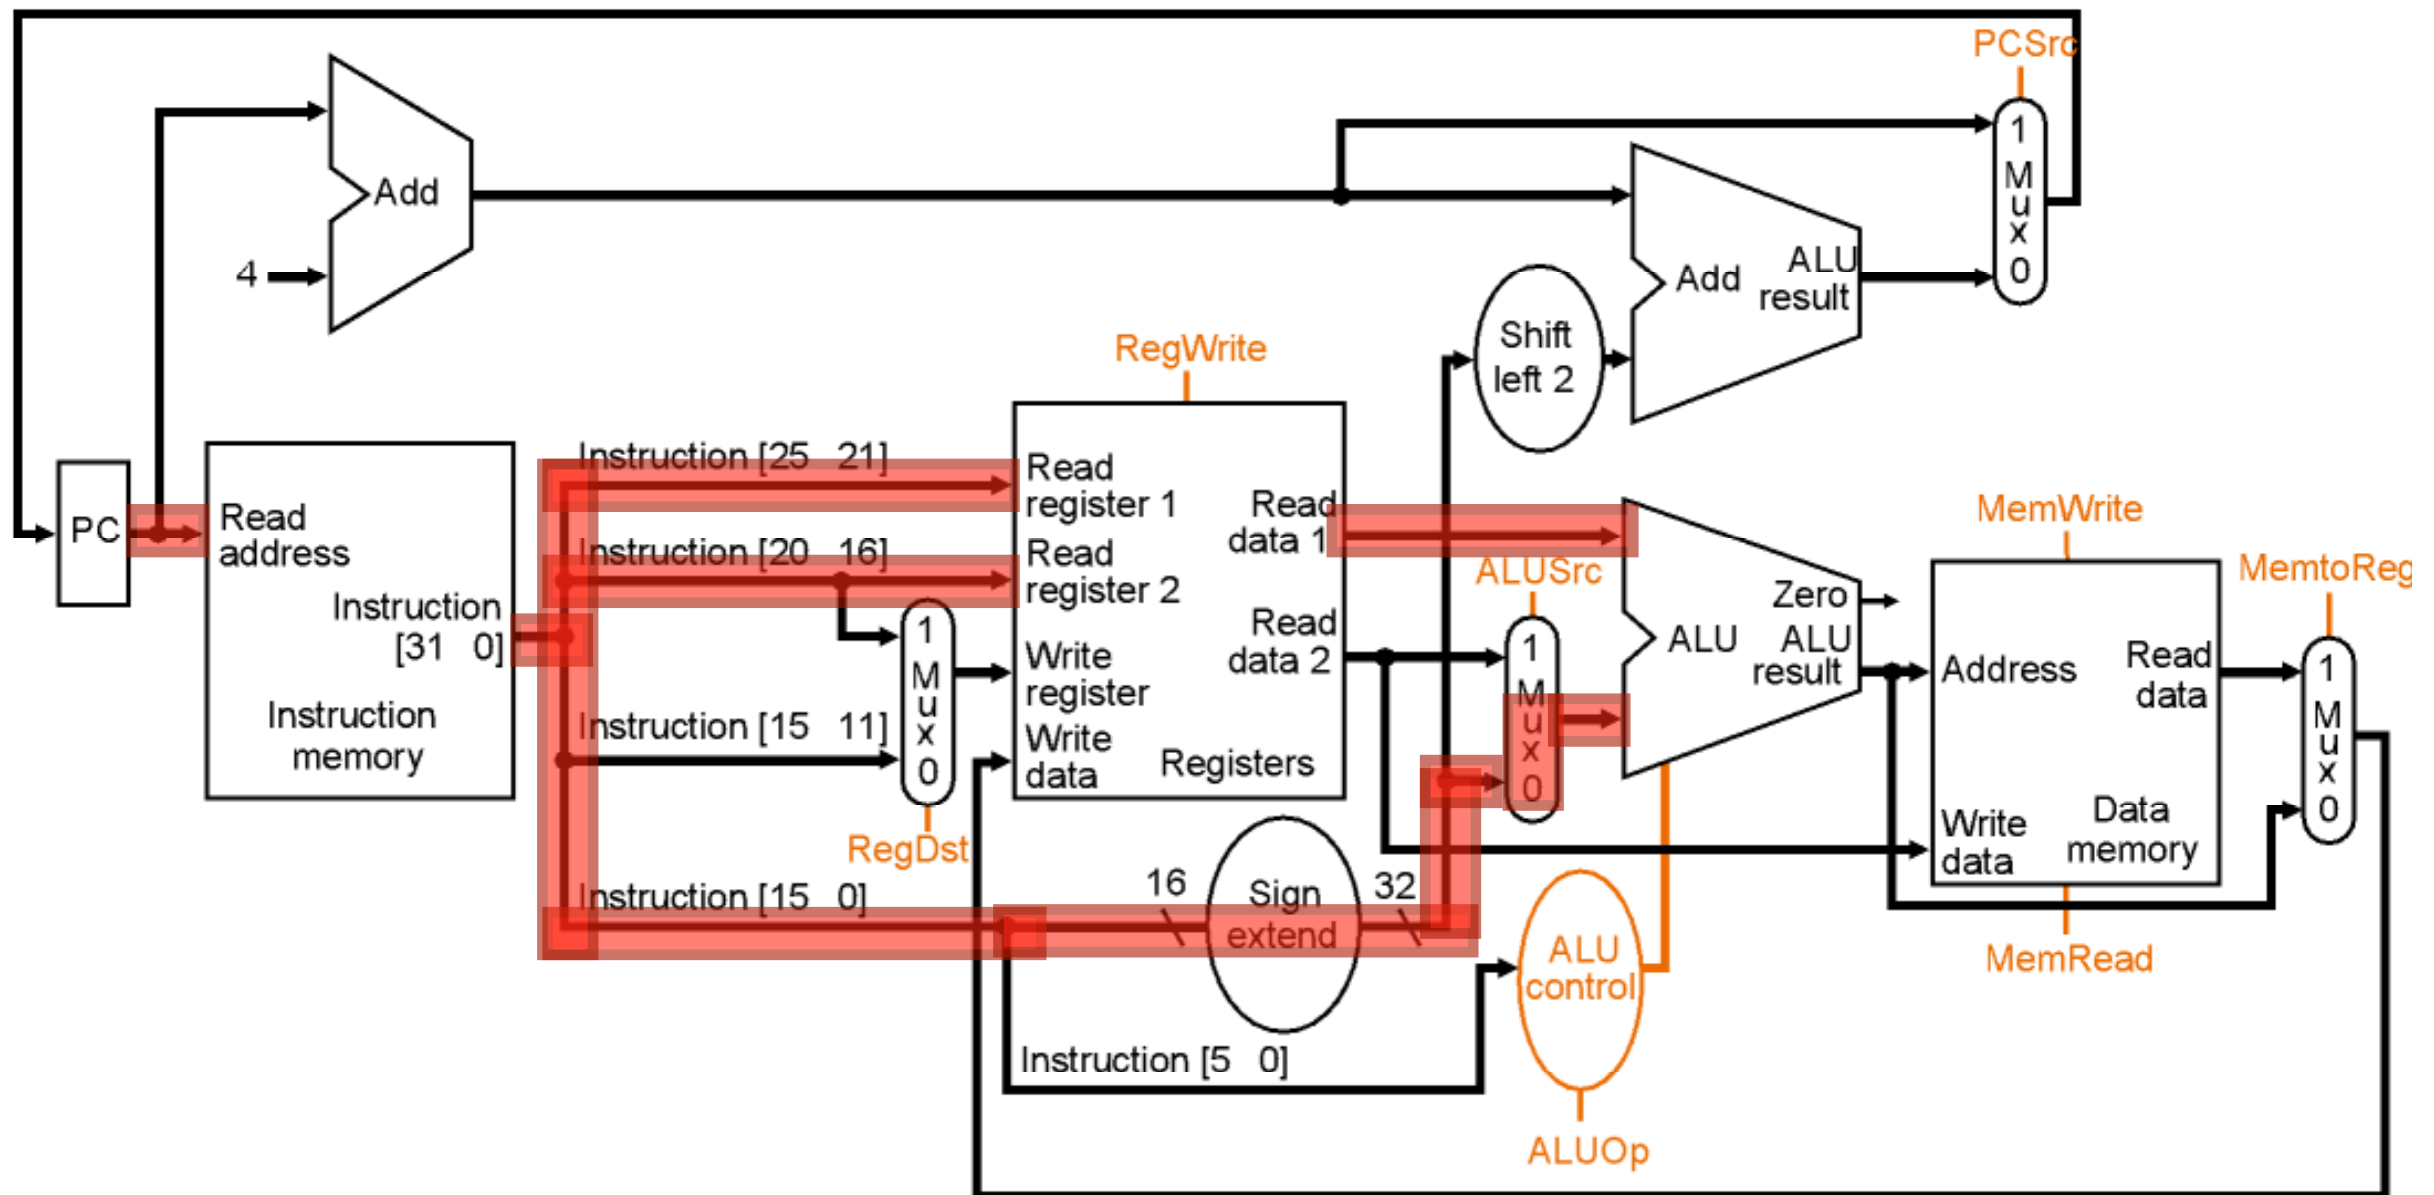 PCSrc
1
M
u
x
0
Add
4
Add
ALU
result
Shift
left 2
RegWrite
PC
Read
address
Instruction
[31 0]
Instruction
memory
Instruction [25 21]
Instruction [20 16]
Instruction [15 11]
Instruction [15 0]
1
M
u
x
0
RegDst
Read
register 1
Read
register 2
Write
register
Write
data
Read
data 1
Read
data 2
Registers
16
Sign
extend
32
Instruction [5 0]
ALUSrc
1
M
u
x
0
Zero
ALU
ALU
result
ALU
control
ALUOp
MemWrite
Address
Read
data
Write
data
Data
memory
MemRead
MemtoReg
1
M
u
x
0